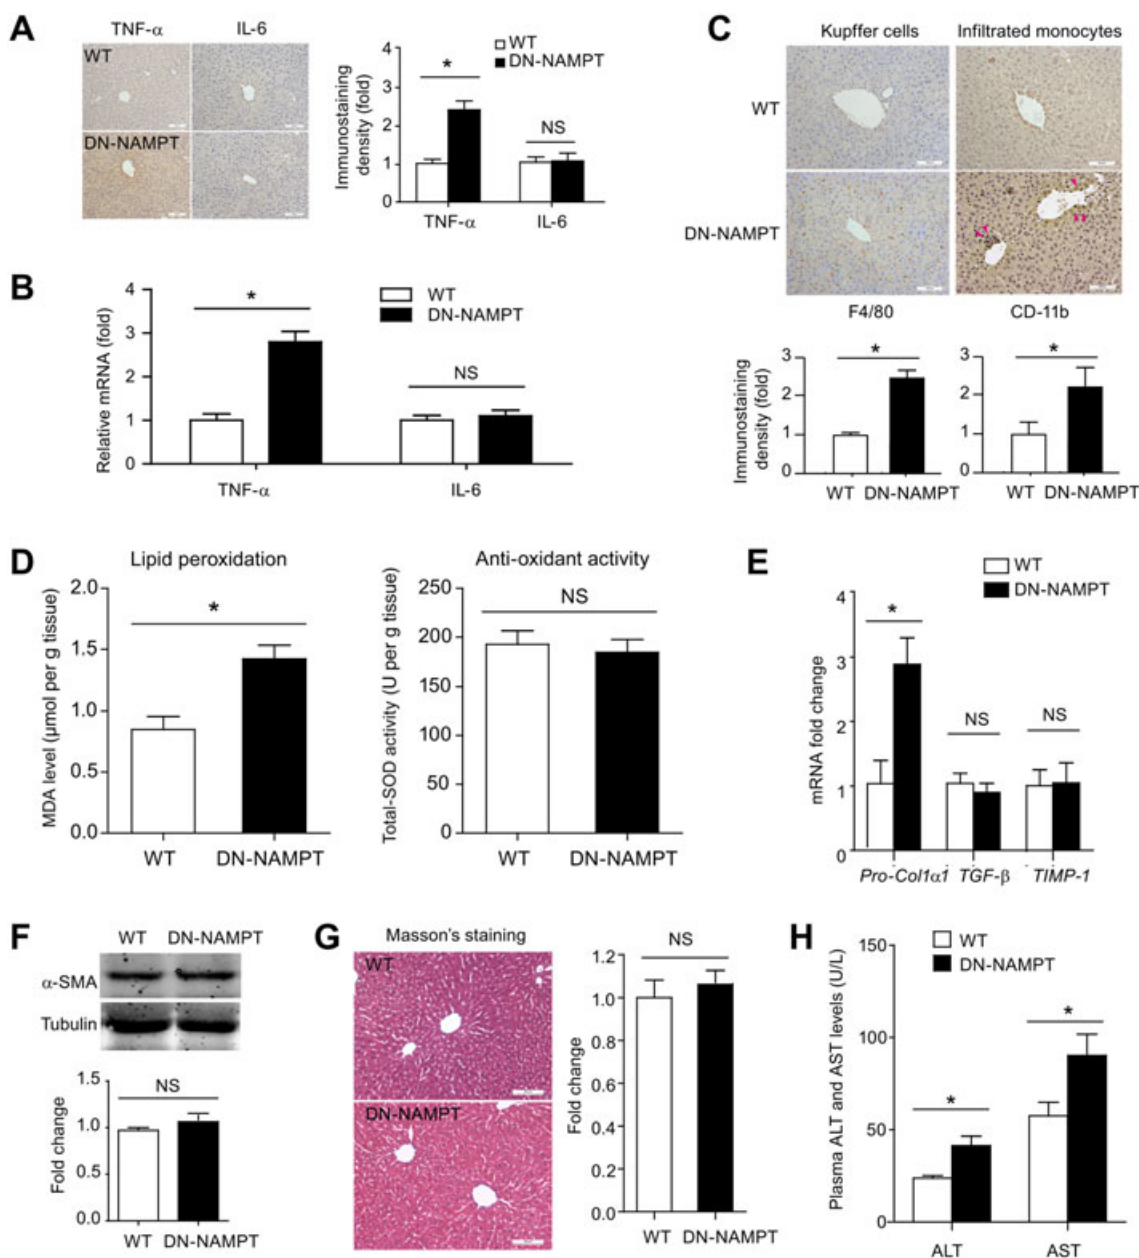 A
TNF-α IL-6
WT
DN-NAMPT
Immunostaining
density (fold)
4
3
2
1
0
WT
DN-NAMPT
*
NS
TNF-α IL-6
B
Relative mRNA (fold)
4
3
2
1
0
*
NS
WT
DN-NAMPT
TNF-α IL-6
C
Kupffer cells Infiltrated monocytes
WT
DN-NAMPT
F4/80 CD-11b
Immunostaining
density (fold)
3
2
1
0
*
WT DN-NAMPT
3
2
1
0
*
WT DN-NAMPT
D
Lipid peroxidation
MDA level (μmol per g tissue)
2.0
1.5
1.0
0.5
0.0
*
WT DN-NAMPT
Anti-oxidant activity
Total-SOD activity (U per g tissue)
250
200
150
100
50
0
NS
WT DN-NAMPT
E
WT
DN-NAMPT
mRNA fold change
4
3
2
1
0
*
NS
NS
Pro-Col1α1 TGF-β TIMP-1
F
WT DN-NAMPT
α-SMA
Tubulin
Fold change
1.5
1.0
0.5
0.0
NS
WT DN-NAMPT
G
Masson's staining
WT
DN-NAMPT
Fold change
1.2
1.0
0.8
0.6
0.4
0.2
0.0
NS
WT DN-NAMPT
H
WT
DN-NAMPT
Plasma ALT and AST levels (U/L)
150
100
50
0
*
*
ALT AST